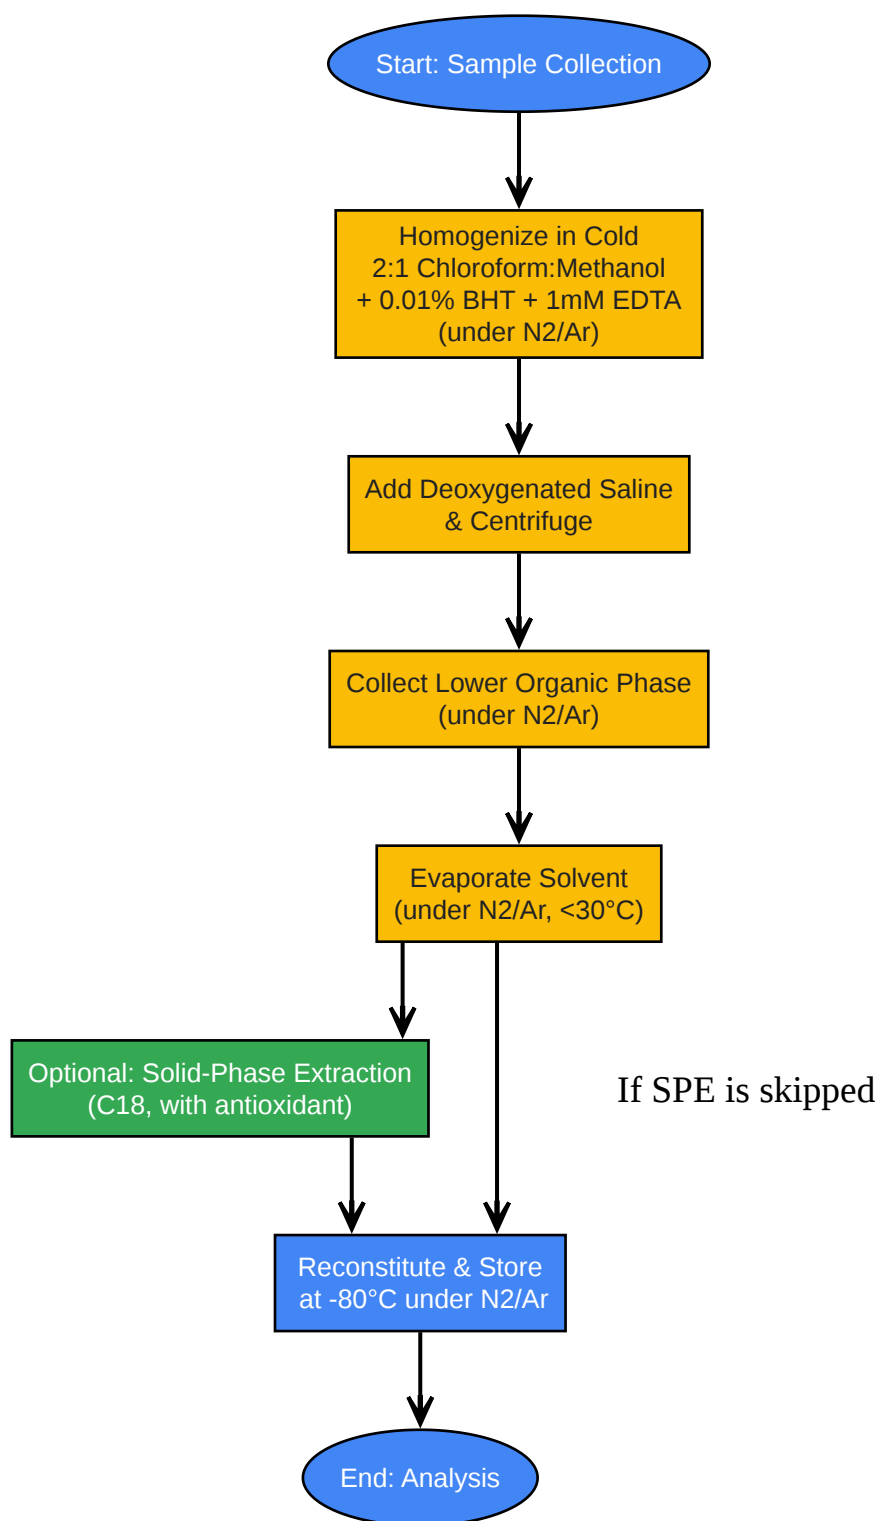 Start: Sample Collection
Homogenize in Cold
2:1 Chloroform:Methanol
+ 0.01% BHT + 1mM EDTA
(under N2/Ar)
Add Deoxygenated Saline
& Centrifuge
Collect Lower Organic Phase
(under N2/Ar)
Evaporate Solvent
(under N2/Ar, <30°C)
Optional: Solid-Phase Extraction
(C18, with antioxidant)
If SPE is skipped
Reconstitute & Store
at -80°C under N2/Ar
End: Analysis